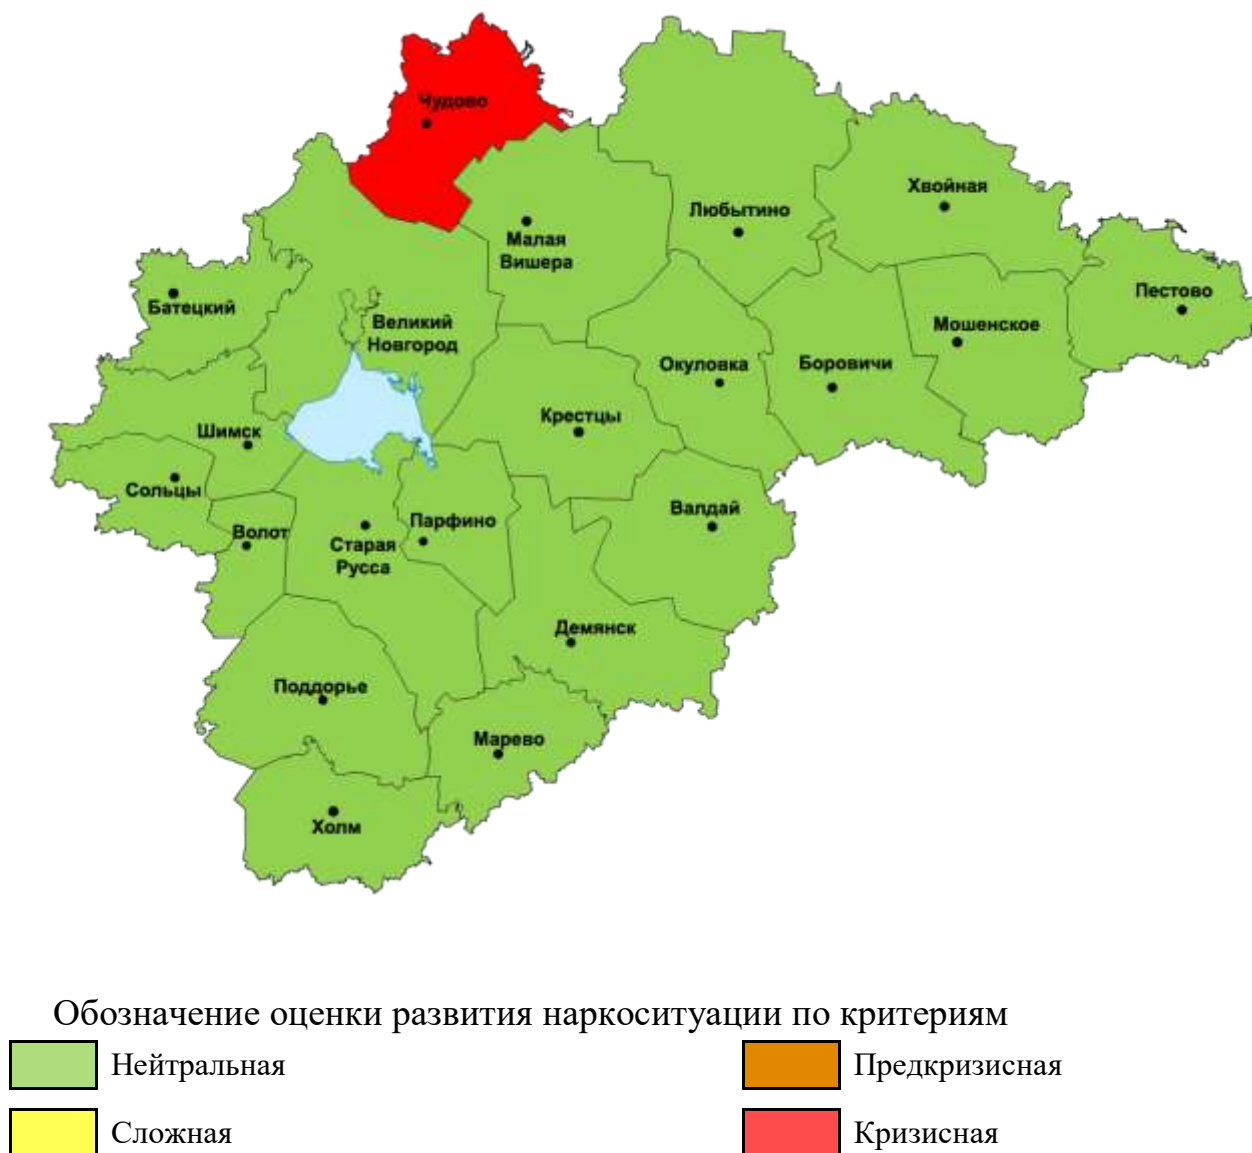 Чудово
Хвойная
Любытино
Малая
Вишера
Пестово
Батецкий
Великий
Новгород
Мошенское
Окуловка
Боровичи
Крестцы
Шимск
Сольцы
Валдай
Парфино
Волот
Старая
Русса
Демянск
Поддорье
Марево
Холм
Обозначение оценки развития наркоситуации по критериям
Нейтральная
Предкризисная
Сложная
Кризисная